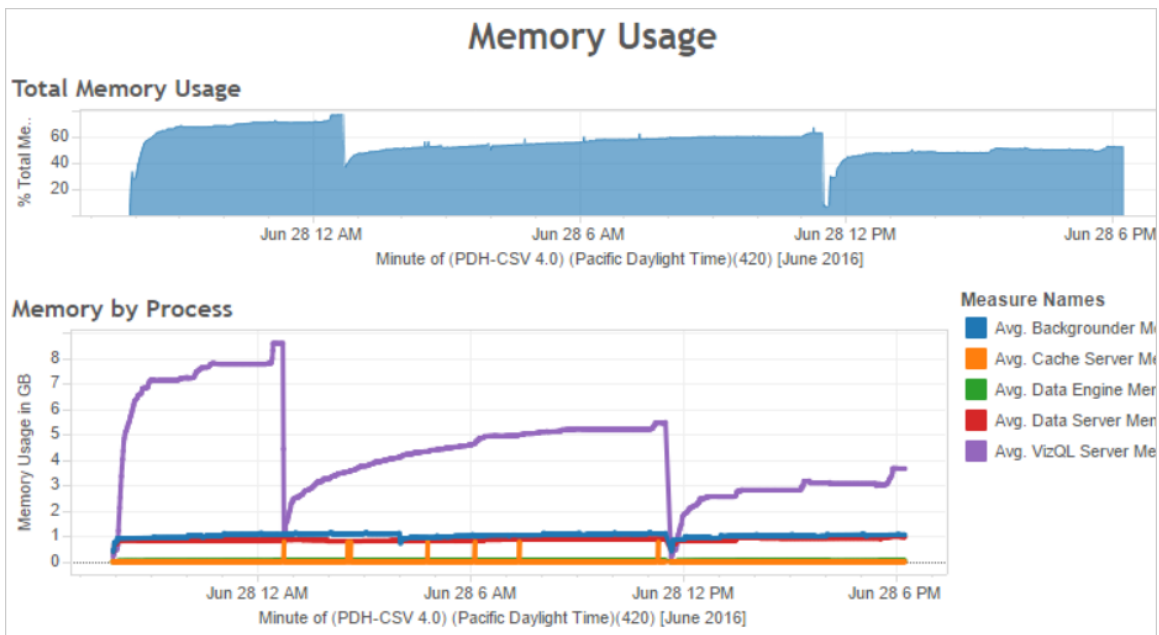 Memory Usage
Total Memory Usage
% Total Me..
60
40
20
Jun 28 12 AM Jun 28 6 AM Jun 28 12 PM Jun 28 6 PM
Minute of (PDH-CSV 4.0) (Pacific Daylight Time)(420) [June 2016]
Memory by Process
Memory Usage in GB
8
7
6
5
4
3
2
1
0
Jun 28 12 AM Jun 28 6 AM Jun 28 12 PM Jun 28 6 PM
Minute of (PDH-CSV 4.0) (Pacific Daylight Time)(420) [June 2016]
Measure Names
Avg. Backgrounder Me
Avg. Cache Server Me
Avg. Data Engine Mem
Avg. Data Server Mem
Avg. VizQL Server Me